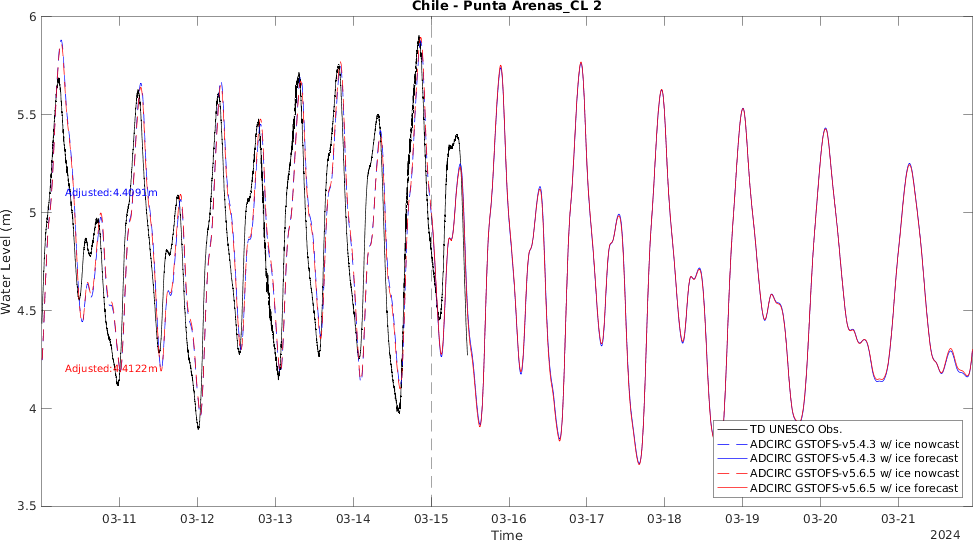 Chile - Punta Arenas_CL 2
Water Level (m)
6
5.5
5
4.5
4
3.5
Adjusted:4.4091m
Adjusted:4.4122m
TD UNESCO Obs.
ADCIRC GSTOFS-v5.4.3 w/ ice nowcast
ADCIRC GSTOFS-v5.4.3 w/ ice forecast
ADCIRC GSTOFS-v5.6.5 w/ ice nowcast
ADCIRC GSTOFS-v5.6.5 w/ ice forecast
03-11 03-12 03-13 03-14 03-15 03-16 03-17 03-18 03-19 03-20 03-21
Time
2024